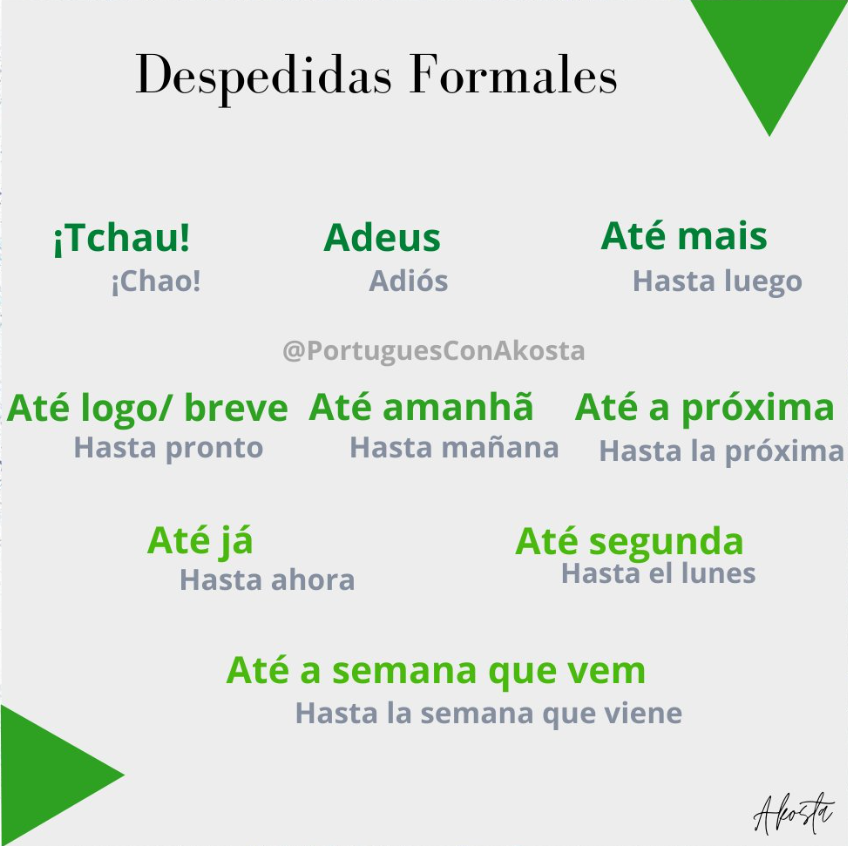 Despedidas Formales
¡Tchau!
¡Chao!
Adeus
Adiós
Até mais
Hasta luego
@PortuguesConAkosta
Até logo/ breve
Hasta pronto
Até amanhã
Hasta mañana
Até a próxima
Hasta la próxima
Até já
Hasta ahora
Até segunda
Hasta el lunes
Até a semana que vem
Hasta la semana que viene
Akosta